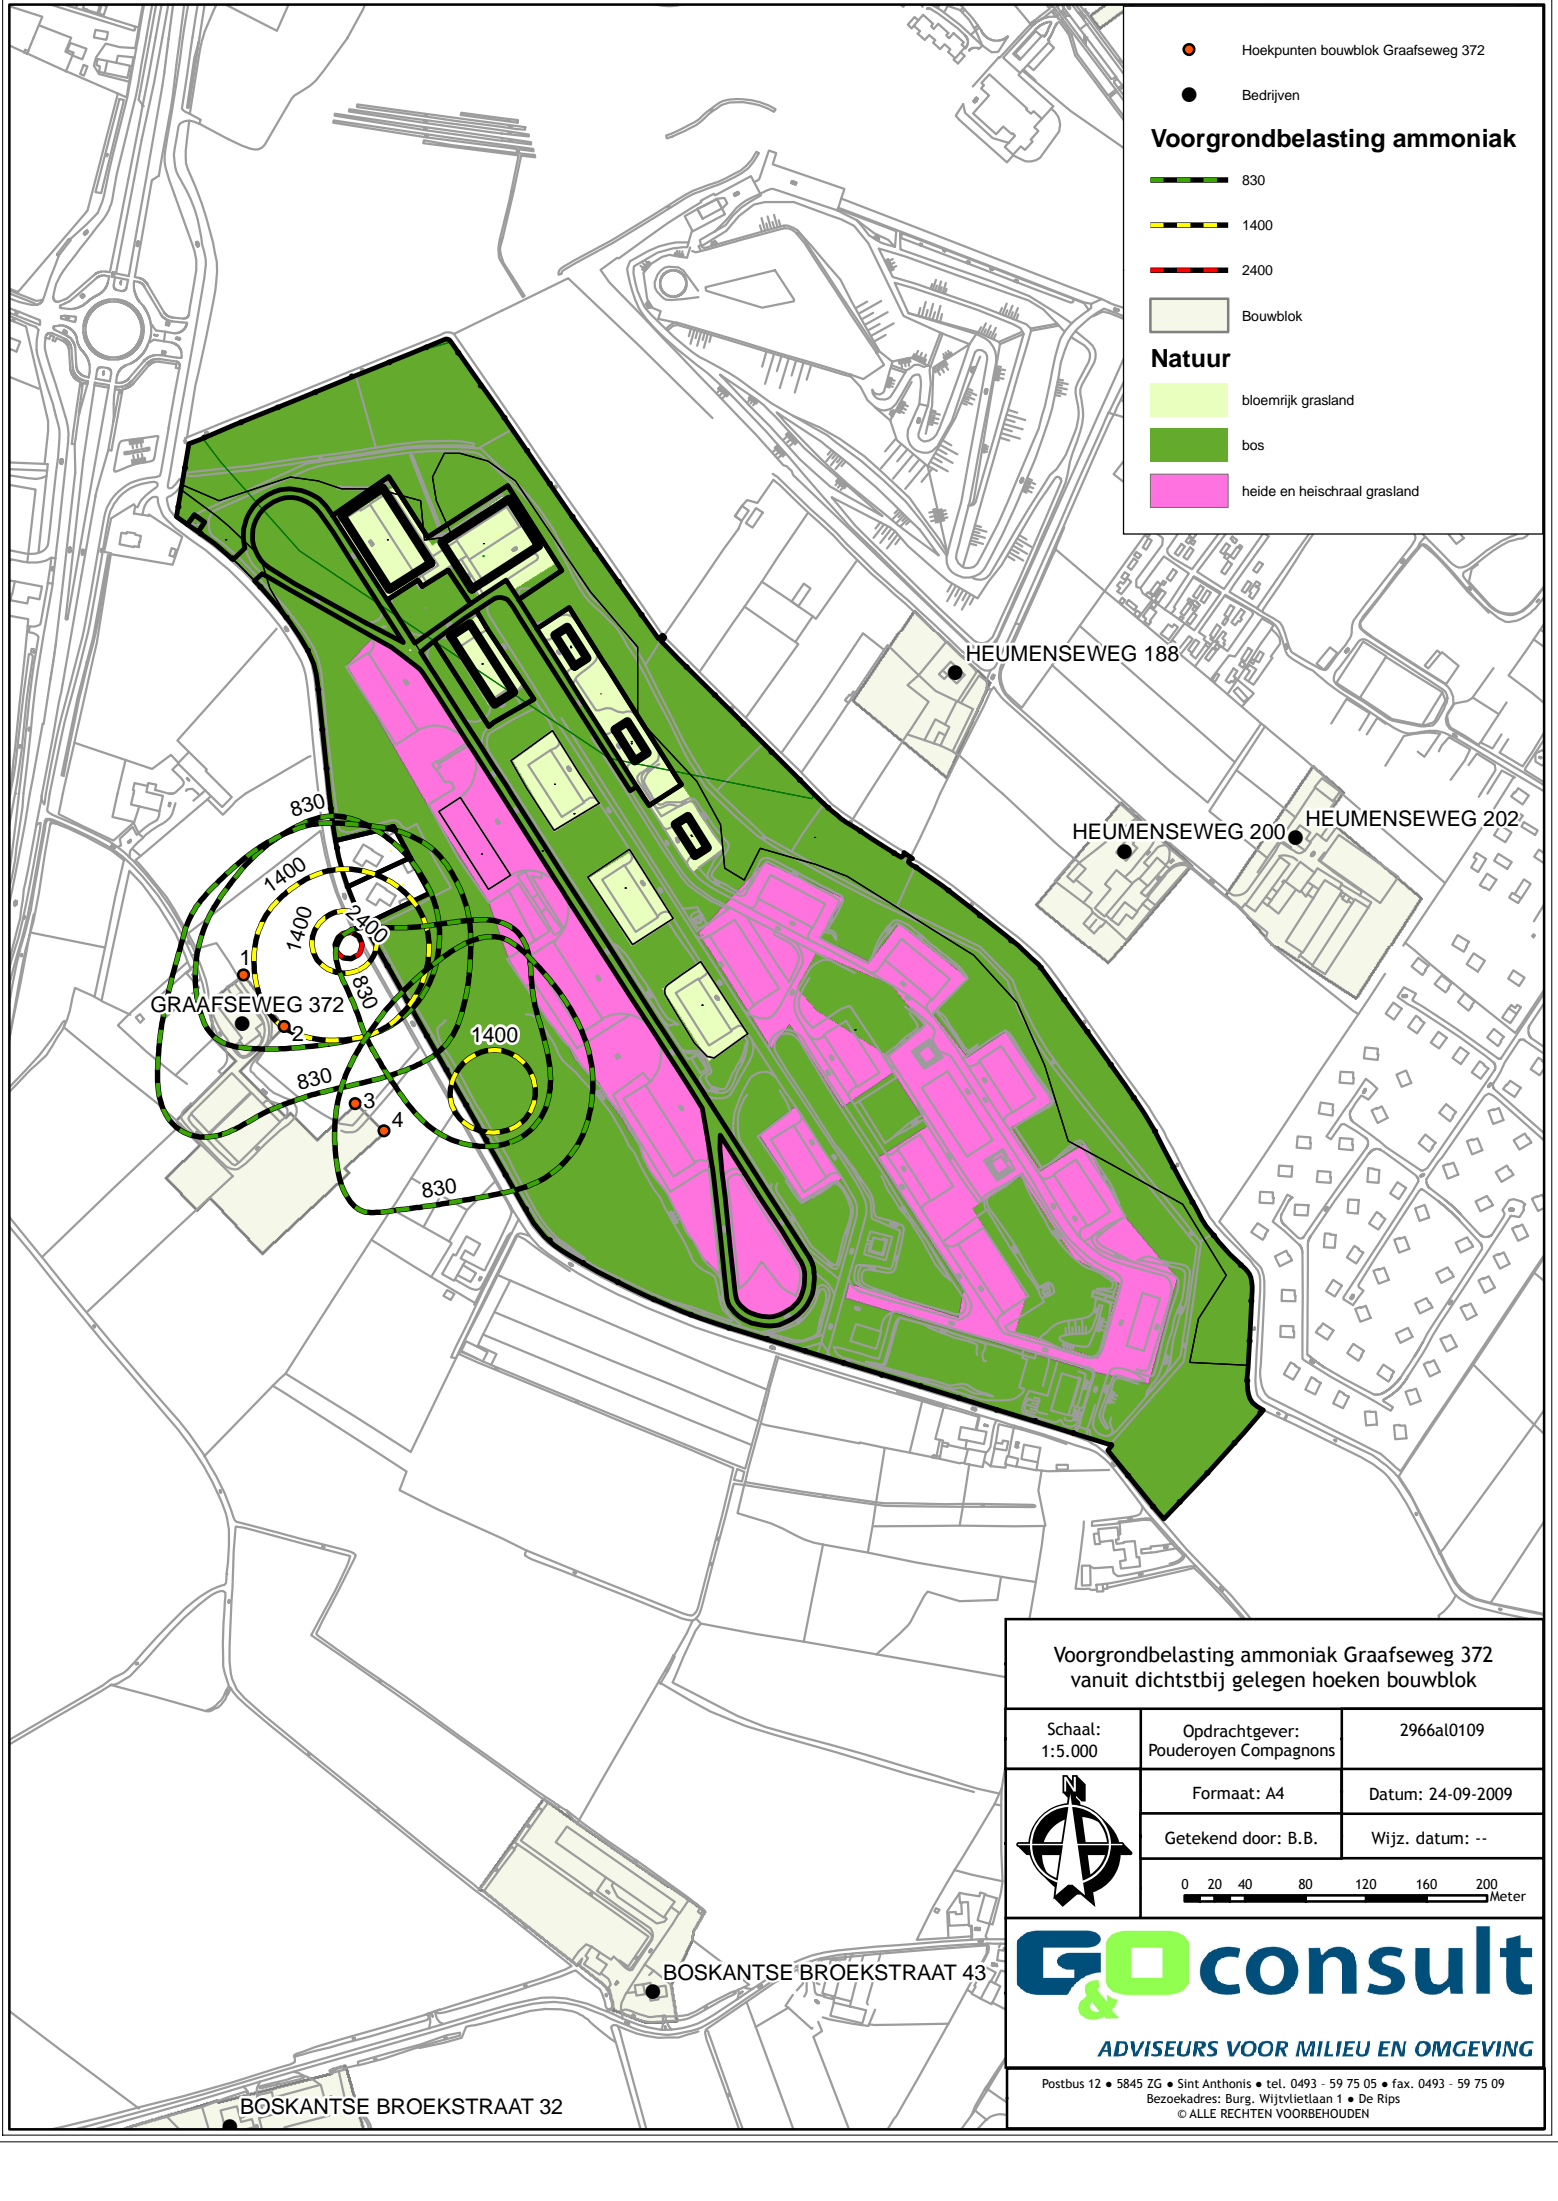 Hoekpunten bouwblok Graafseweg 372
Bedrijven
Voorgrondbelasting ammoniak
830
1400
2400
Bouwblok
Natuur
bloemrijk grasland
bos
heide en heischraal grasland
HEUMENSEWEG 188
HEUMENSEWEG 202
HEUMENSEWEG 200
830
1400
1400
2400
1
830
GRAAFSEWEG 372
2
1400
830
3
4
830
BOSKANTSE BROEKSTRAAT 43
BOSKANTSE BROEKSTRAAT 32
Voorgrondbelasting ammoniak Graafseweg 372
vanuit dichtstbij gelegen hoeken bouwblok
Schaal:
1:5.000
Opdrachtgever:
Pouderoyen Compagnons
2966al0109
N
Formaat: A4
Datum: 24-09-2009
Getekend door: B.B.
Wijz. datum: --
0 20 40 80 120 160 200
Meter
G&O consult
ADVISEURS VOOR MILIEU EN OMGEVING
Postbus 12 ● 5845 ZG ● Sint Anthonis ● tel. 0493 - 59 75 05 ● fax. 0493 - 59 75 09
Bezoekadres: Burg. Wijtvlietlaan 1 ● De Rips
© ALLE RECHTEN VOORBEHOUDEN